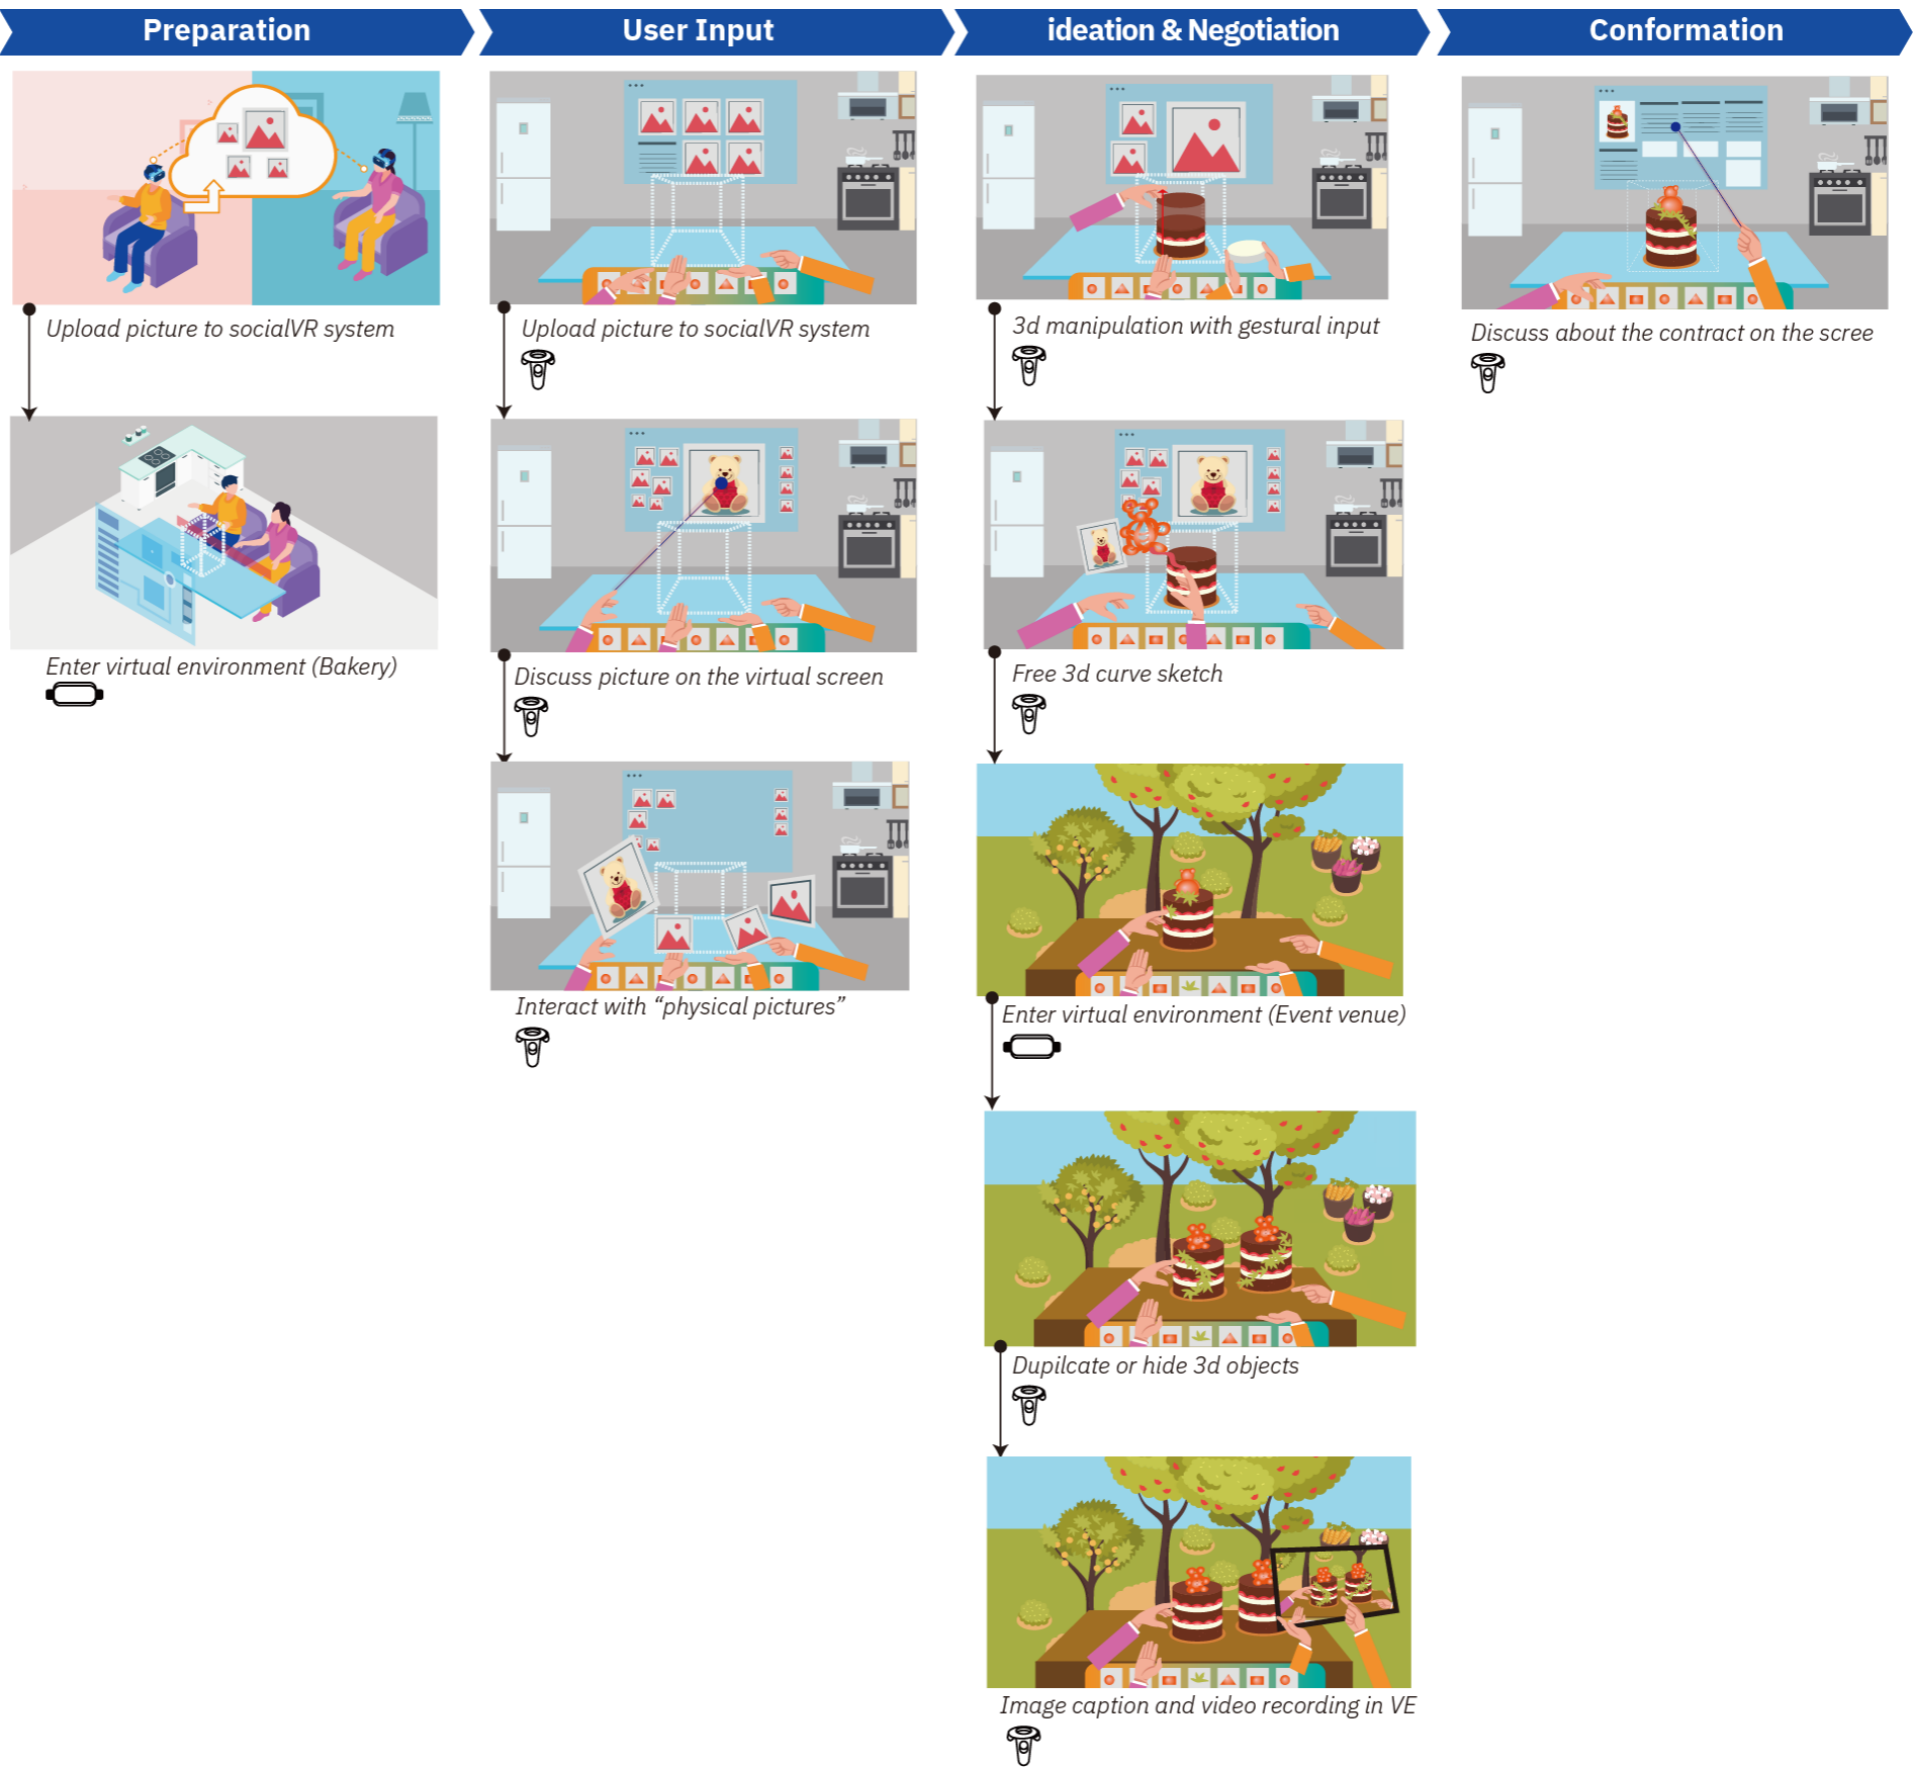 Preparation
User Input
ideation & Negotiation
Conformation
Upload picture to socialVR system
Enter virtual environment (Bakery)
Upload picture to socialVR system
Discuss picture on the virtual screen
Interact with “physical pictures”
3d manipulation with gestural input
Free 3d curve sketch
Enter virtual environment (Event venue)
Dupilcate or hide 3d objects
Image caption and video recording in VE
Discuss about the contract on the scree